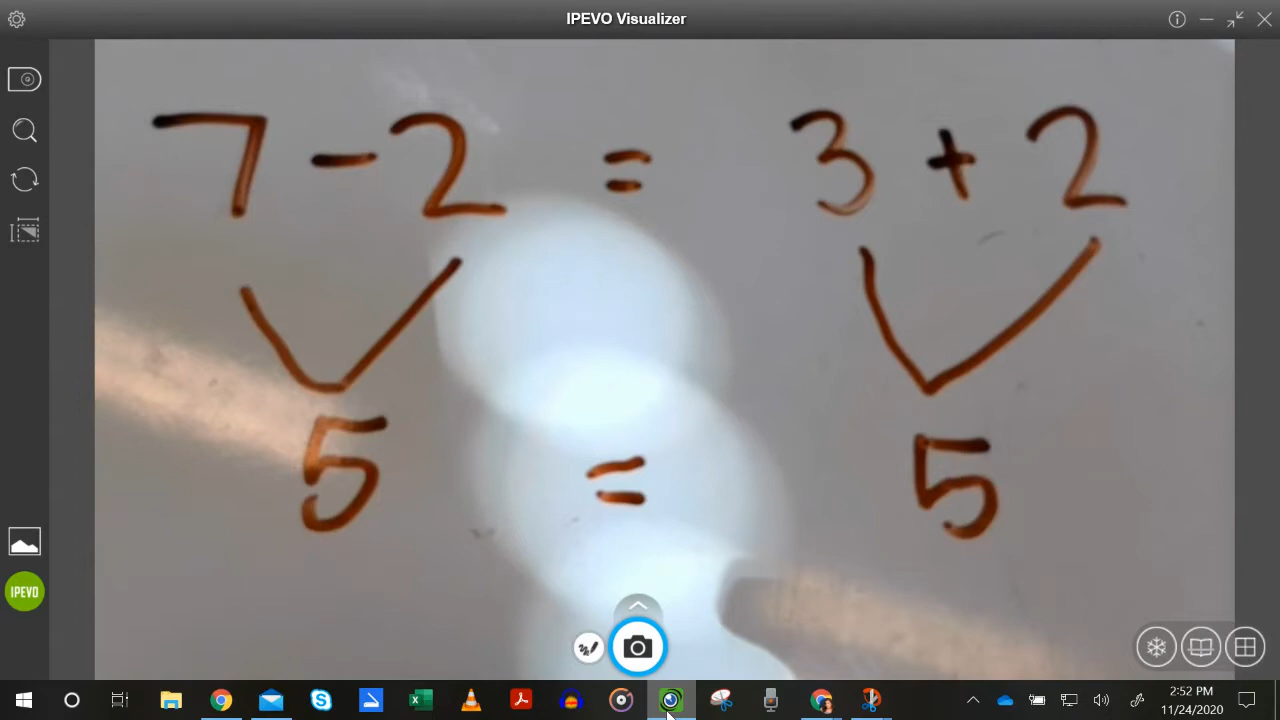 IPEVO Visualizer
7 - 2 = 3 + 2
5 = 5
IPEVO
2:52 PM
11/24/2020